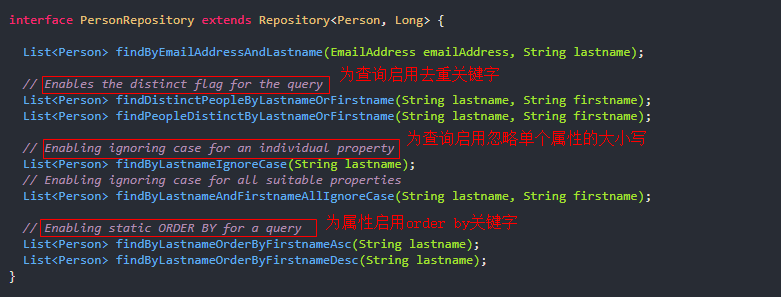 interface PersonRepository extends Repository<Person, Long> {
List<Person> findByEmailAddressAndLastname(EmailAddress emailAddress, String lastname);
// Enables the distinct flag for the query 为查询启用去重关键字
List<Person> findDistinctPeopleByLastnameOrFirstname(String lastname, String firstname);
List<Person> findPeopleDistinctByLastnameOrFirstname(String lastname, String firstname);
// Enabling ignoring case for an individual property 为查询启用忽略单个属性的大小写
List<Person> findByLastnameIgnoreCase(String lastname);
// Enabling ignoring case for all suitable properties
List<Person> findByLastnameAndFirstnameAllIgnoreCase(String lastname, String firstname);
// Enabling static ORDER BY for a query 为属性启用order by关键字
List<Person> findByLastnameOrderByFirstnameAsc(String lastname);
List<Person> findByLastnameOrderByFirstnameDesc(String lastname);
}